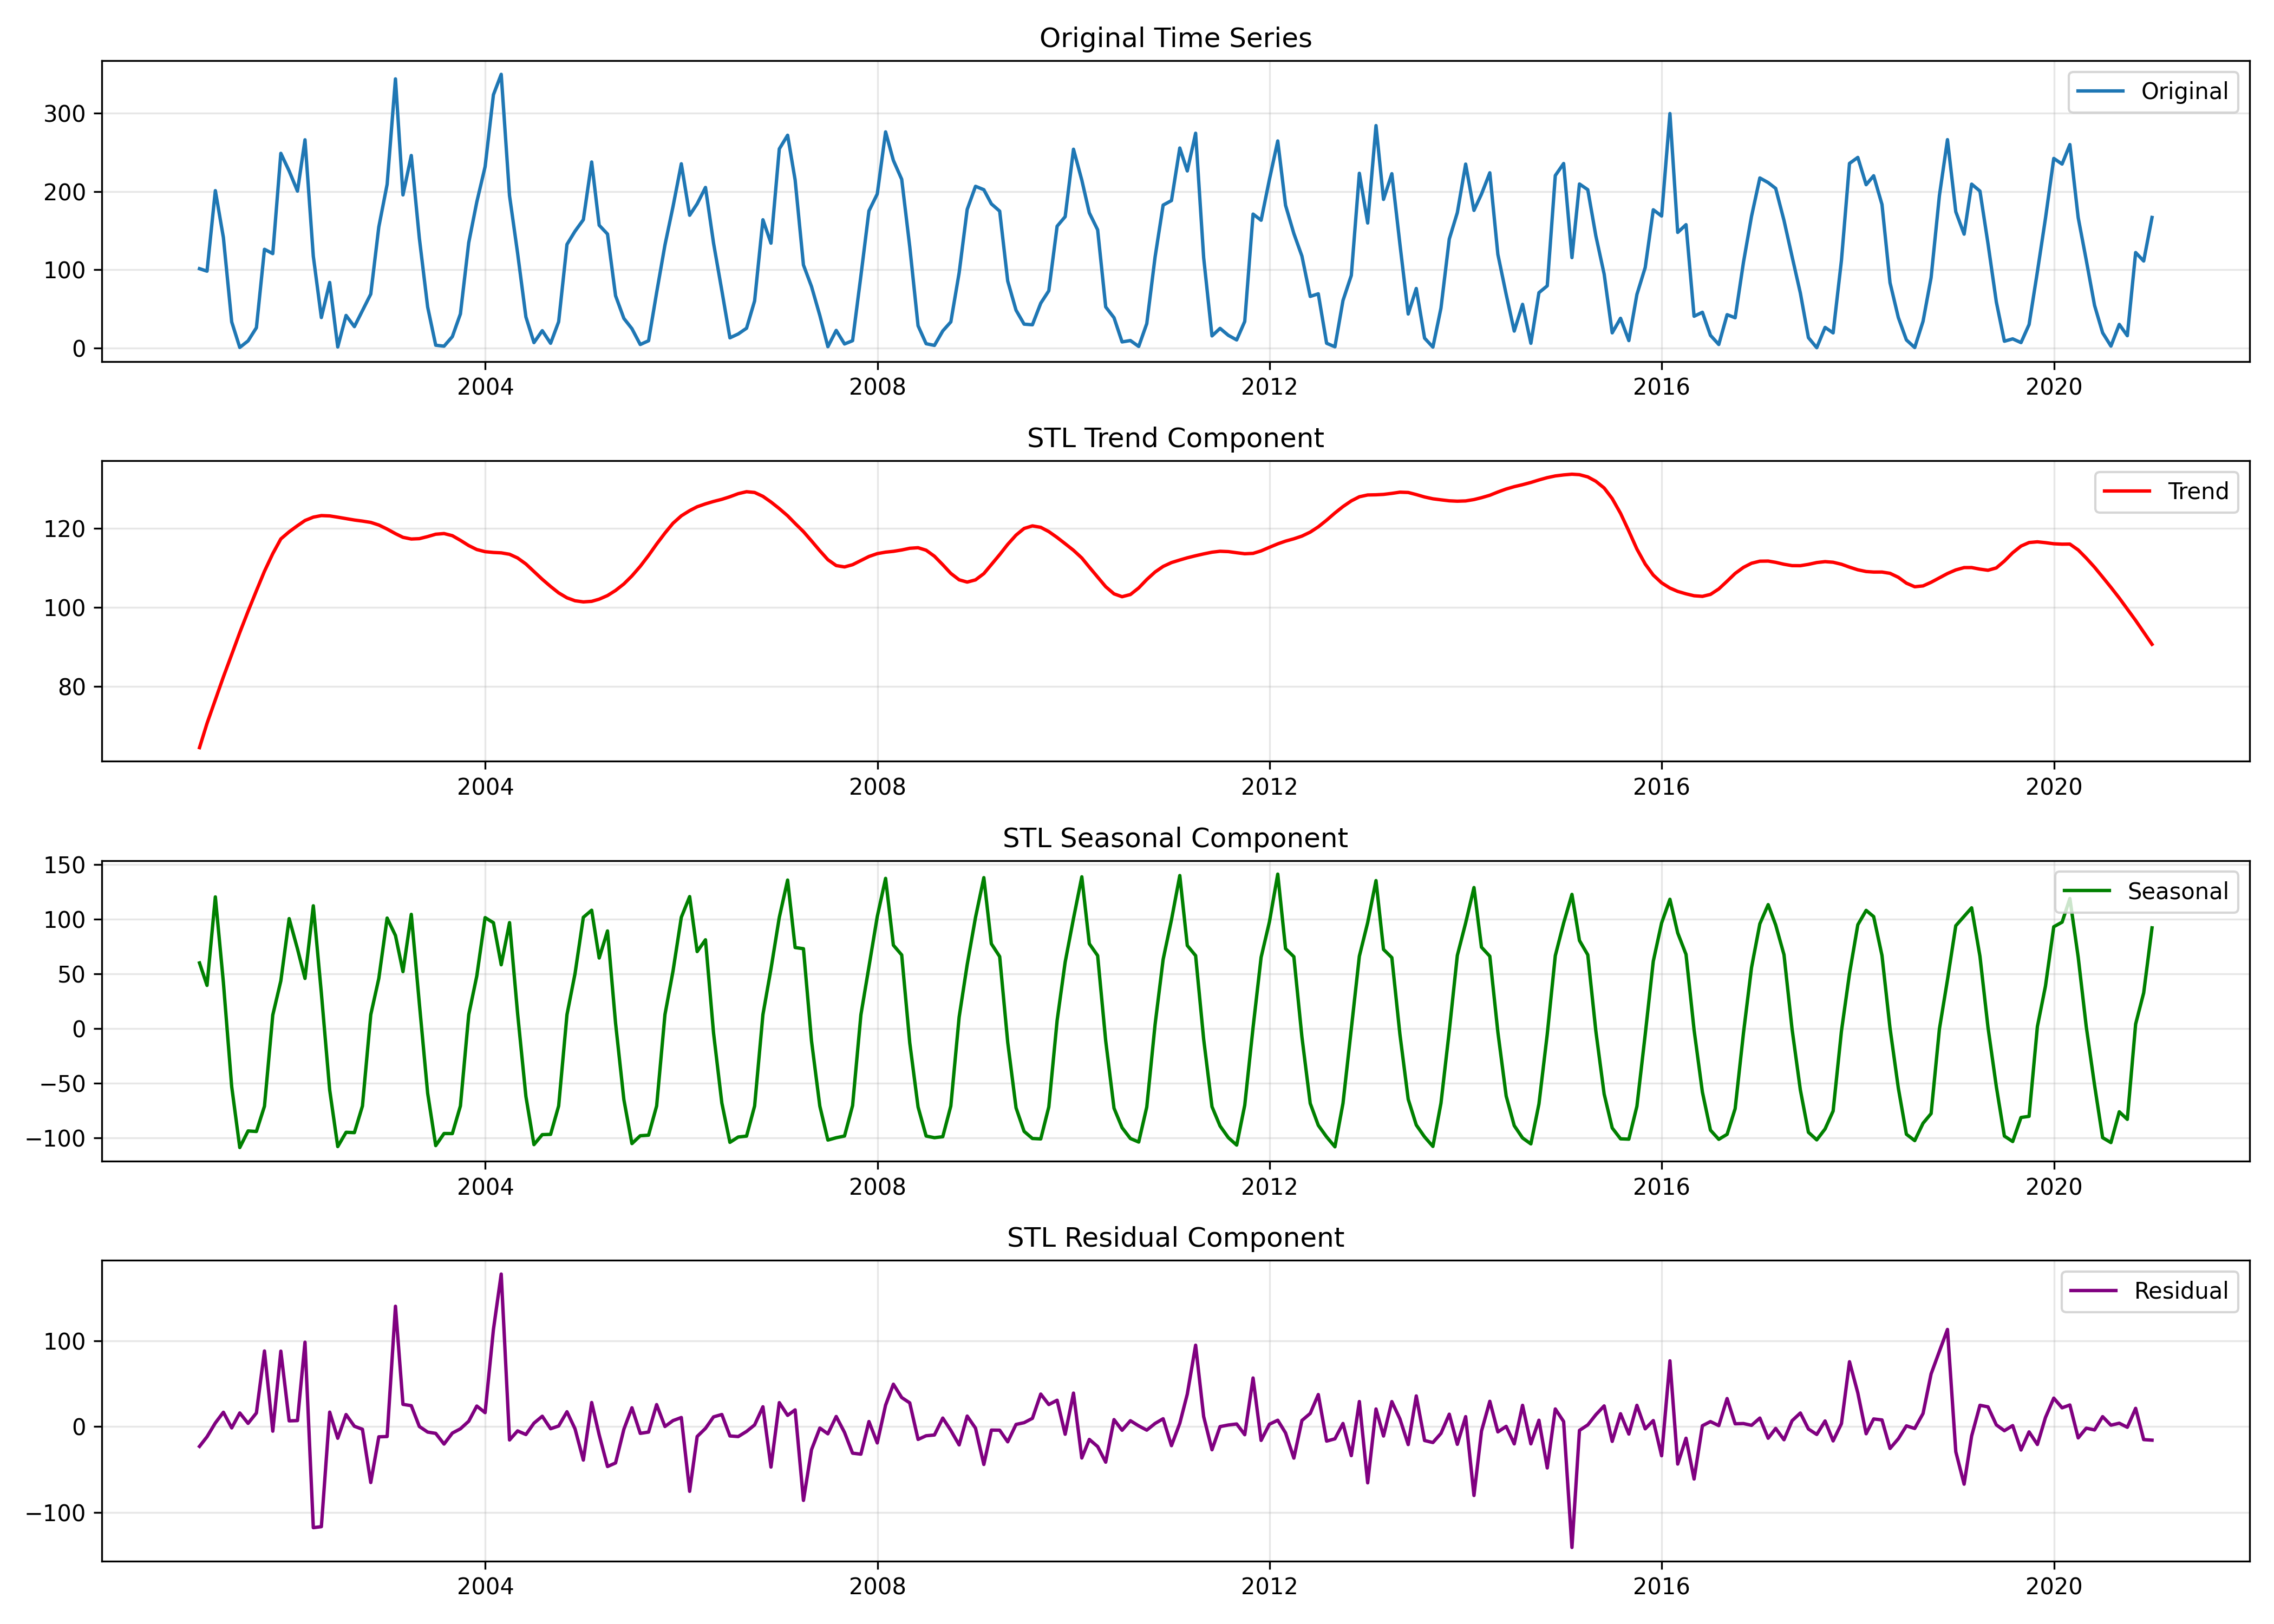 Original Time Series
Original
300
200
100
0
2004 2008 2012 2016 2020
STL Trend Component
Trend
120
100
80
2004 2008 2012 2016 2020
STL Seasonal Component
150
Seasonal
100
50
0
−50
−100
2004 2008 2012 2016 2020
STL Residual Component
Residual
100
0
−100
2004 2008 2012 2016 2020